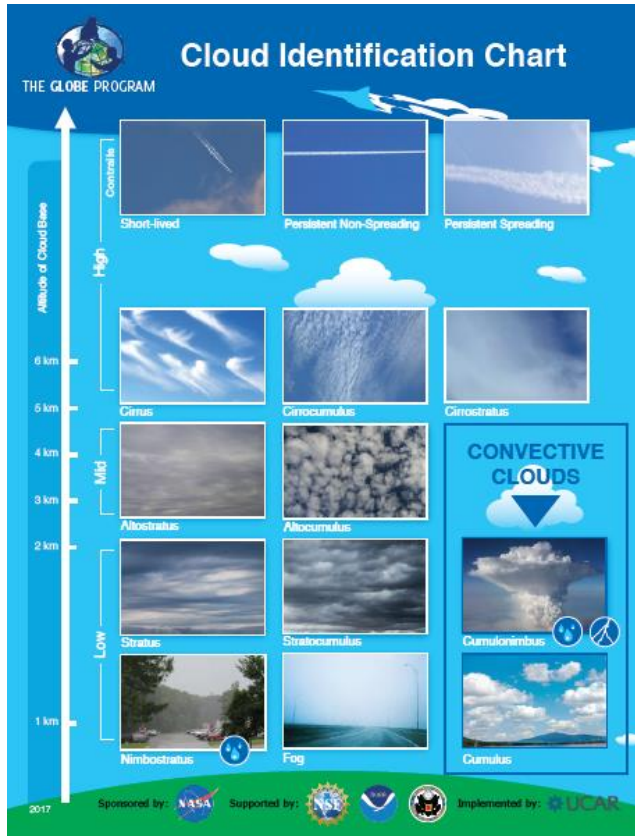 Cloud Identification Chart
THE GLOBE PROGRAM
Altitude of Cloud Base
6 km
5 km
4 km
3 km
2 km
1 km
High
Contrails
Short-lived
Persistent Non-Spreading
Persistent Spreading
Cirrus
Cirrocumulus
Cirrostratus
Mid
Altostratus
Altocumulus
CONVECTIVE
CLOUDS
Low
Stratus
Stratocumulus
Cumulonimbus
Nimbostratus
Fog
Cumulus
2017
Sponsored by:
NASA
Supported by:
NSF
Implemented by:
UCAR